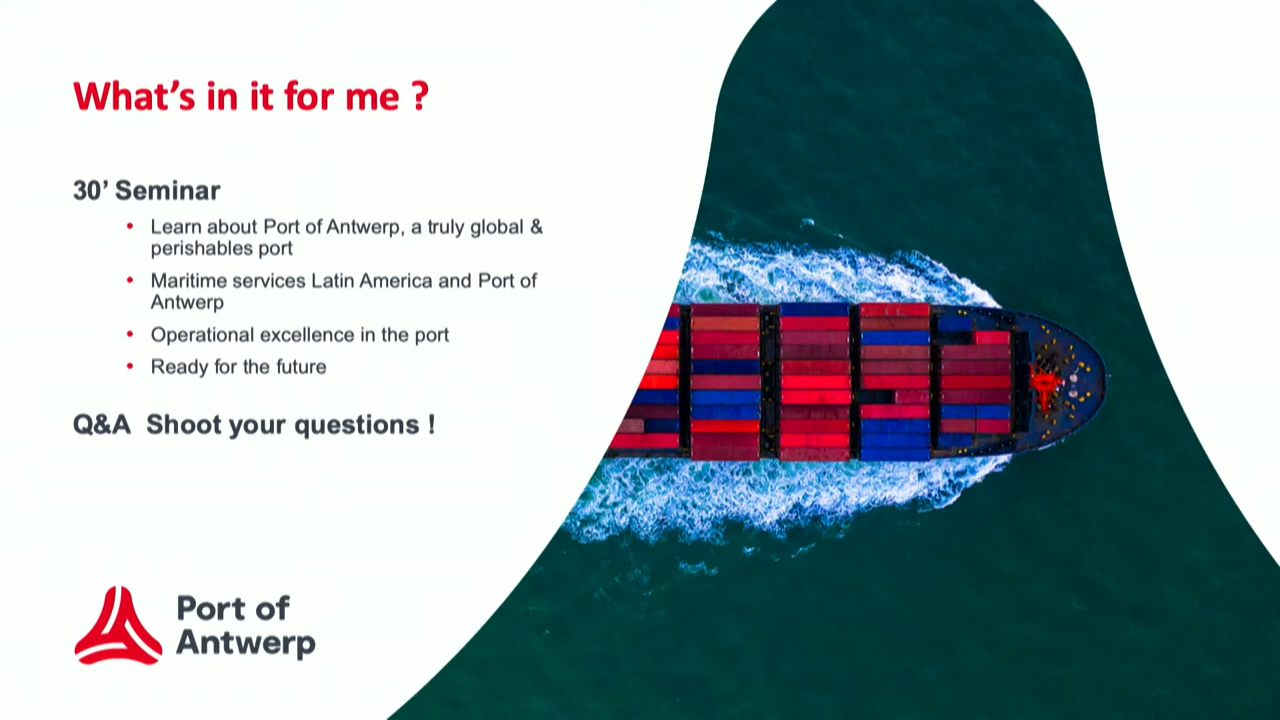 What’s in it for me ?
30’ Seminar
• Learn about Port of Antwerp, a truly global &
perishables port
• Maritime services Latin America and Port of
Antwerp
• Operational excellence in the port
• Ready for the future
Q&A  Shoot your questions !
Port of
Antwerp